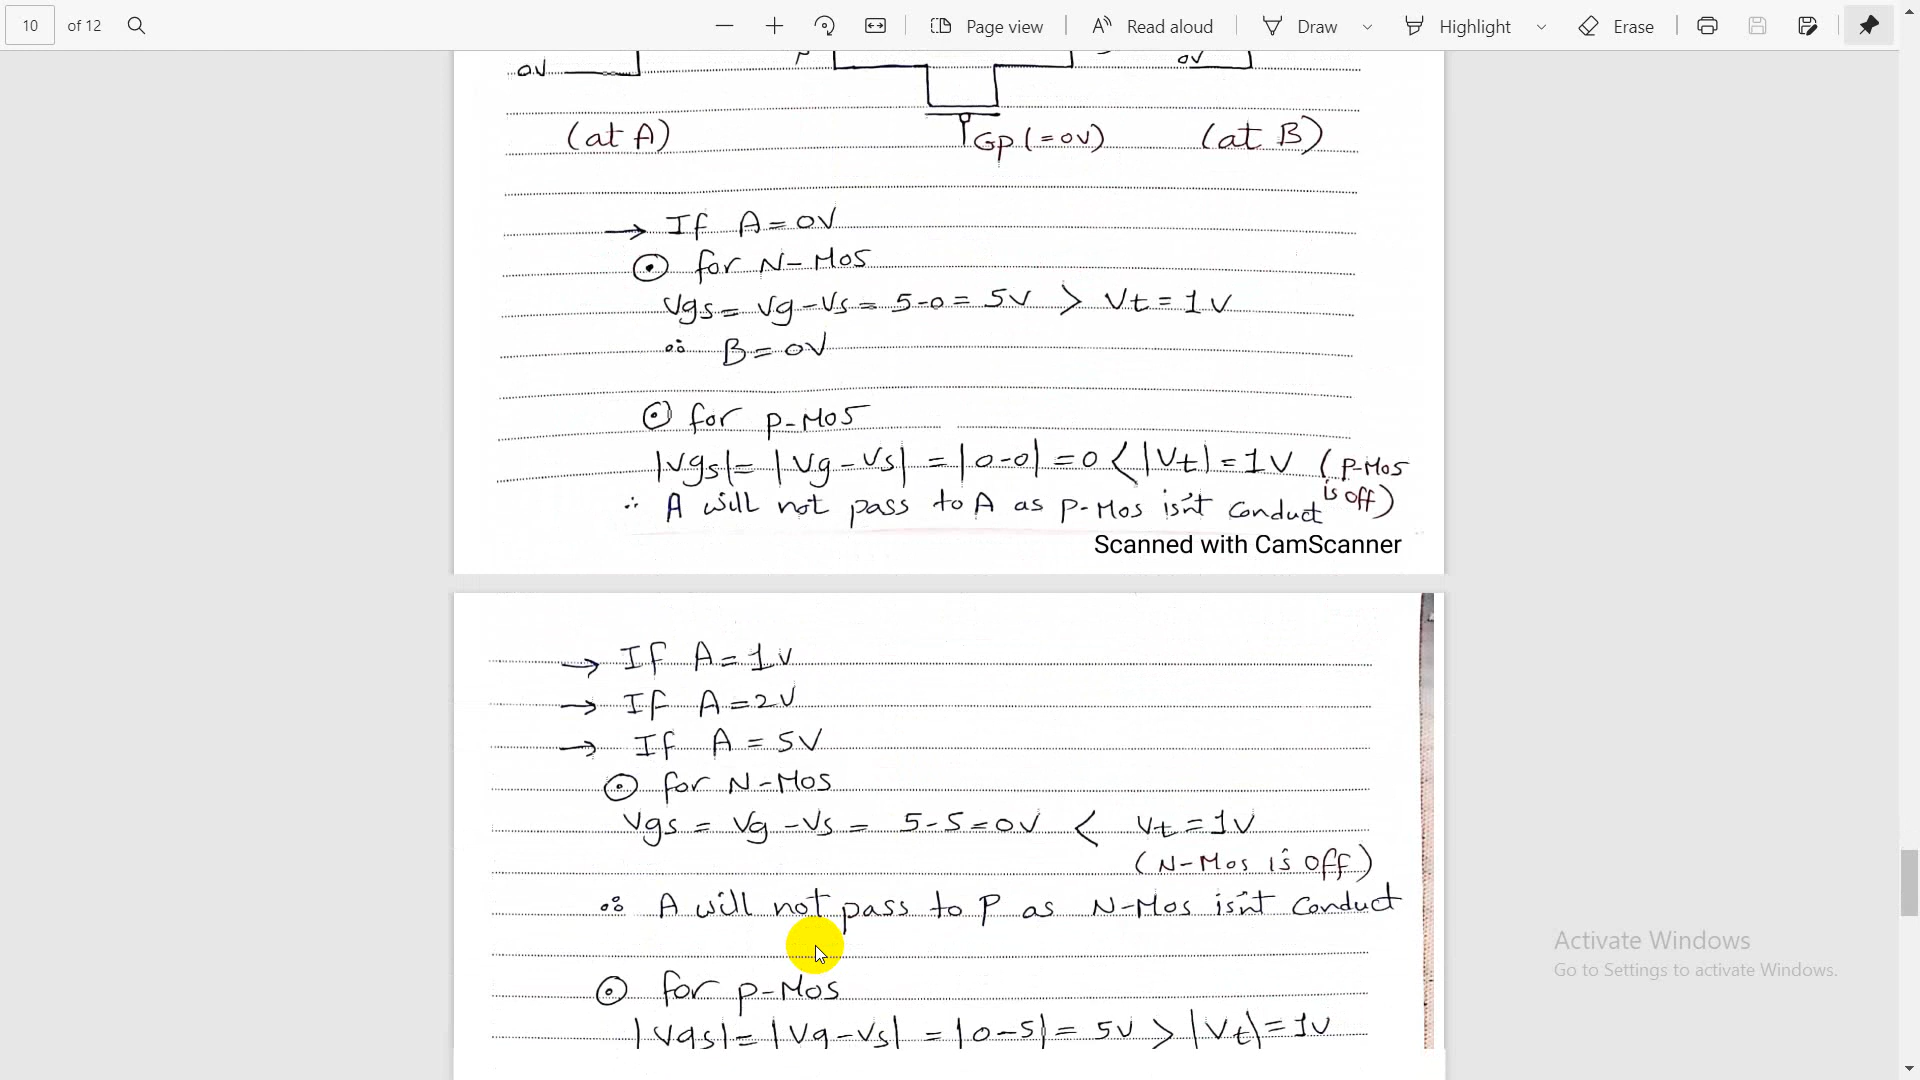 10 of 12 Page view Read aloud Draw Highlight Erase
0V 0V
(at A) Gp (=0V) (at B)
→ If A=0V
⊙ for N-Mos
Vgs = Vg-Vs = 5-0 = 5V > Vt = 1V
∴ B=0V
⊙ for p-Mos
|Vgs| = |Vg-Vs| = |0-0| = 0 < |Vt| = 1V (p-Mos
is off)
∴ A will not pass to A as p-Mos isn't conduct
Scanned with CamScanner
→ If A=1V
→ If A=2V
→ If A=5V
⊙ for N-Mos
Vgs = Vg-Vs = 5-5=0V < Vt=1V
(N-Mos is off)
∴ A will not pass to P as N-Mos isn't conduct
⊙ for p-Mos
|Vgs| = |Vg-Vs| = |0-5| = 5V > |Vt| = 1V
Activate Windows
Go to Settings to activate Windows.